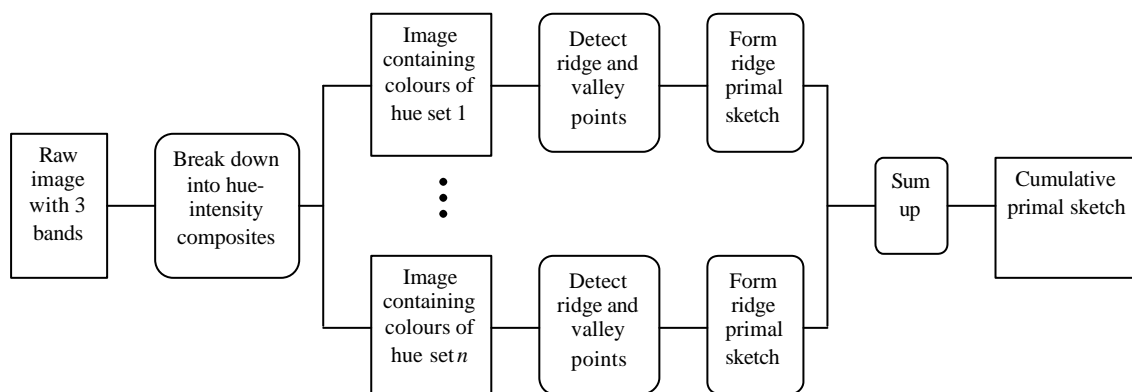 Raw
image
with 3
bands
Break down
into hue-
intensity
composites
Image
containing
colours of
hue set 1
Detect
ridge and
valley
points
Form
ridge
primal
sketch
Image
containing
colours of
hue set n
Detect
ridge and
valley
points
Form
ridge
primal
sketch
Sum
up
Cumulative
primal sketch